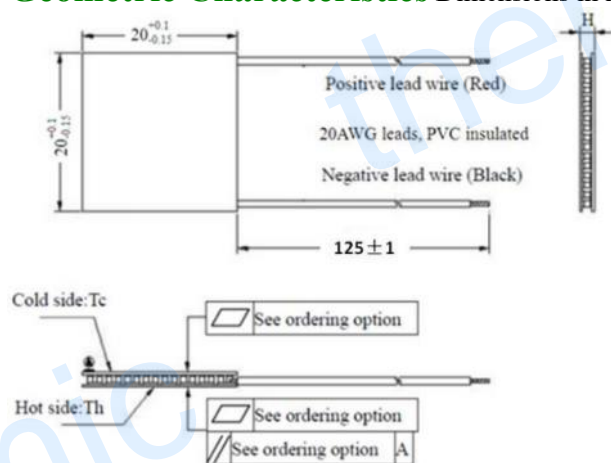 20+0.1 -0.15
H
20+0.1 -0.15
Positive lead wire (Red)
20AWG leads, PVC insulated
Negative lead wire (Black)
125±1
Cold side:Tc
See ordering option
Hot side:Th
See ordering option
// See ordering option A